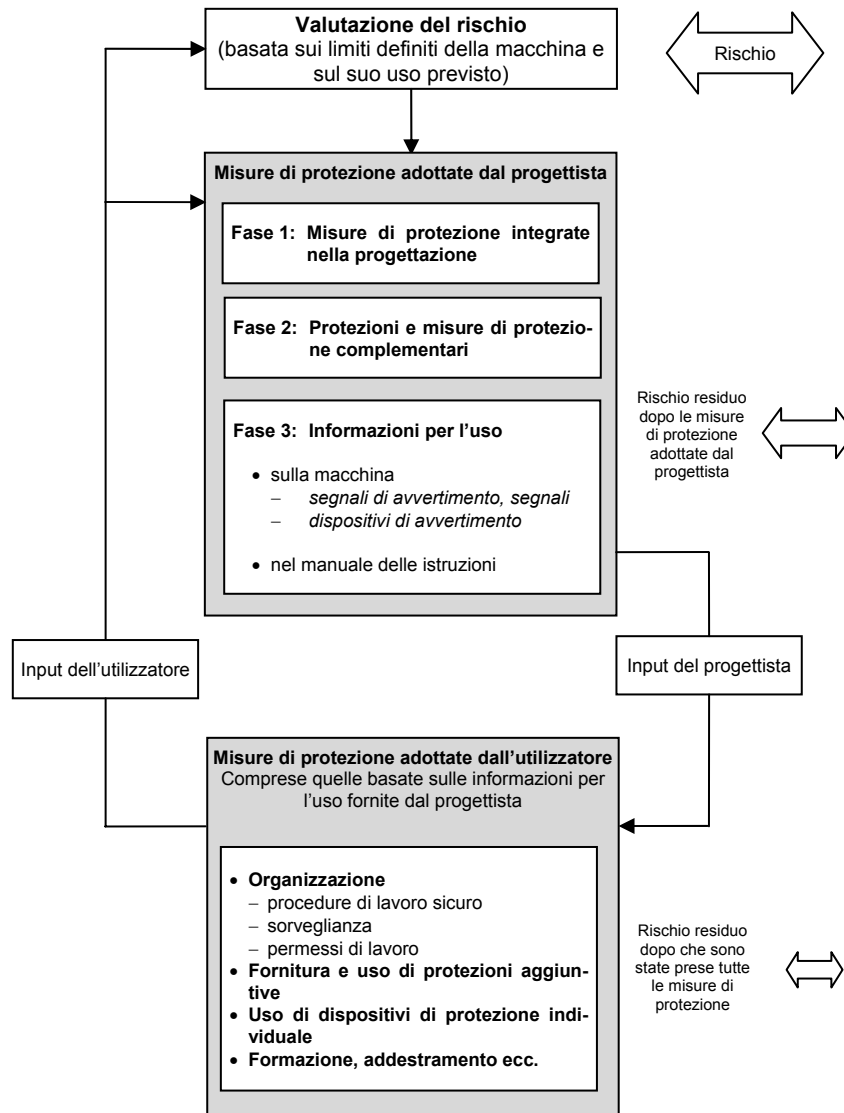 Valutazione del rischio
(basata sui limiti definiti della macchina e
sul suo uso previsto)
Rischio
Misure di protezione adottate dal progettista
Fase 1: Misure di protezione integrate
nella progettazione
Fase 2: Protezioni e misure di protezio-
ne complementari
Fase 3: Informazioni per l'uso
• sulla macchina
– segnali di avvertimento, segnali
– dispositivi di avvertimento
• nel manuale delle istruzioni
Rischio residuo
dopo le misure
di protezione
adottate dal
progettista
Input dell'utilizzatore
Input del progettista
Misure di protezione adottate dall'utilizzatore
Comprese quelle basate sulle informazioni per
l'uso fornite dal progettista
• Organizzazione
– procedure di lavoro sicuro
– sorveglianza
– permessi di lavoro
• Fornitura e uso di protezioni aggiun-
tive
• Uso di dispositivi di protezione indi-
viduale
• Formazione, addestramento ecc.
Rischio residuo
dopo che sono
state prese tutte
le misure di
protezione